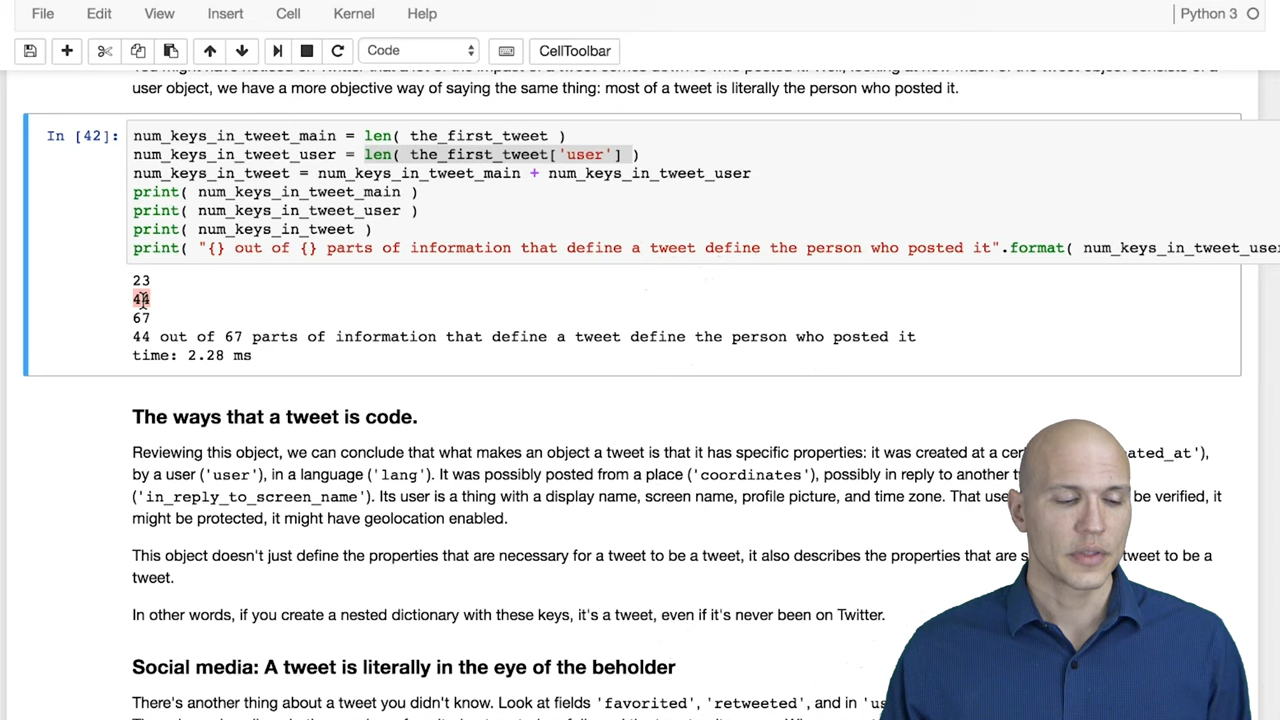 File Edit View Insert Cell Kernel Help Python 3
Code CellToolbar
user object, we have a more objective way of saying the same thing: most of a tweet is literally the person who posted it.
In [42]: num_keys_in_tweet_main = len( the_first_tweet )
num_keys_in_tweet_user = len( the_first_tweet['user'] )
num_keys_in_tweet = num_keys_in_tweet_main + num_keys_in_tweet_user
print( num_keys_in_tweet_main )
print( num_keys_in_tweet_user )
print( num_keys_in_tweet )
print( "{} out of {} parts of information that define a tweet define the person who posted it".format( num_keys_in_tweet_user
23
44
67
44 out of 67 parts of information that define a tweet define the person who posted it
time: 2.28 ms
The ways that a tweet is code.
Reviewing this object, we can conclude that what makes an object a tweet is that it has specific properties: it was created at a cer ated_at'),
by a user ('user'), in a language ('lang'). It was possibly posted from a place ('coordinates'), possibly in reply to another t
('in_reply_to_screen_name'). Its user is a thing with a display name, screen name, profile picture, and time zone. That use be verified, it
might be protected, it might have geolocation enabled.
This object doesn't just define the properties that are necessary for a tweet to be a tweet, it also describes the properties that are s tweet to be a
tweet.
In other words, if you create a nested dictionary with these keys, it's a tweet, even if it's never been on Twitter.
Social media: A tweet is literally in the eye of the beholder
There's another thing about a tweet you didn't know. Look at fields 'favorited', 'retweeted', and in 'us